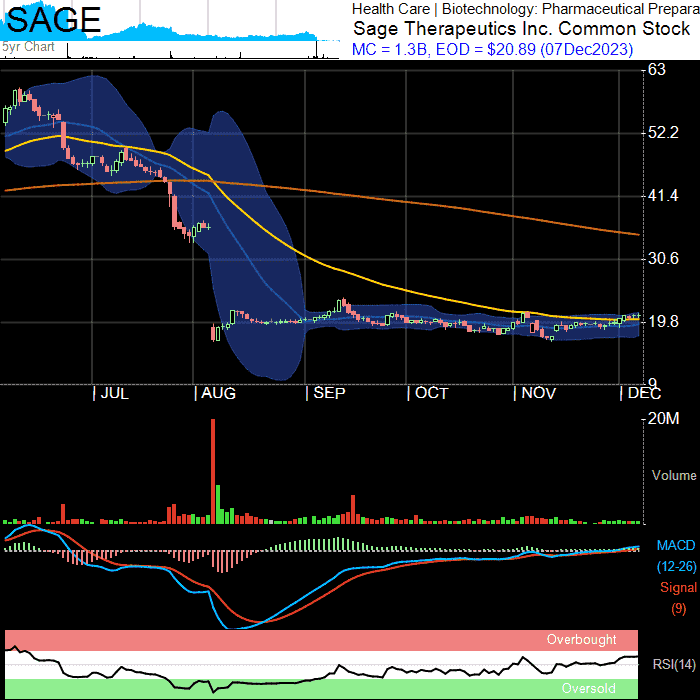 SAGE
5yr Chart
Health Care | Biotechnology: Pharmaceutical Prepara
Sage Therapeutics Inc. Common Stock
MC = 1.3B, EOD = $20.89 (07Dec2023)
63
52.2
41.4
30.6
19.8
9
| JUL | AUG | SEP | OCT | NOV | DEC
20M
Volume
MACD
(12-26)
Signal
(9)
Overbought
RSI(14)
Oversold